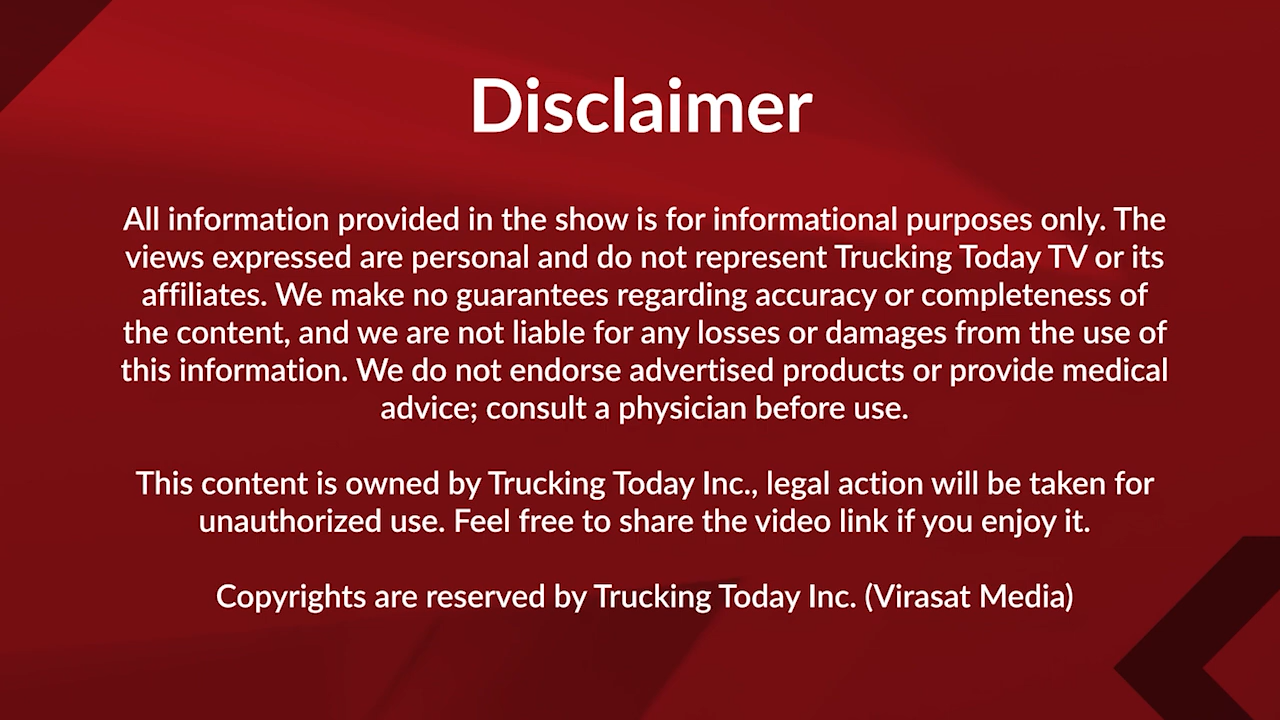 Disclaimer
All information provided in the show is for informational purposes only. The
views expressed are personal and do not represent Trucking Today TV or its
affiliates. We make no guarantees regarding accuracy or completeness of
the content, and we are not liable for any losses or damages from the use of
this information. We do not endorse advertised products or provide medical
advice; consult a physician before use.
This content is owned by Trucking Today Inc., legal action will be taken for
unauthorized use. Feel free to share the video link if you enjoy it.
Copyrights are reserved by Trucking Today Inc. (Virasat Media)